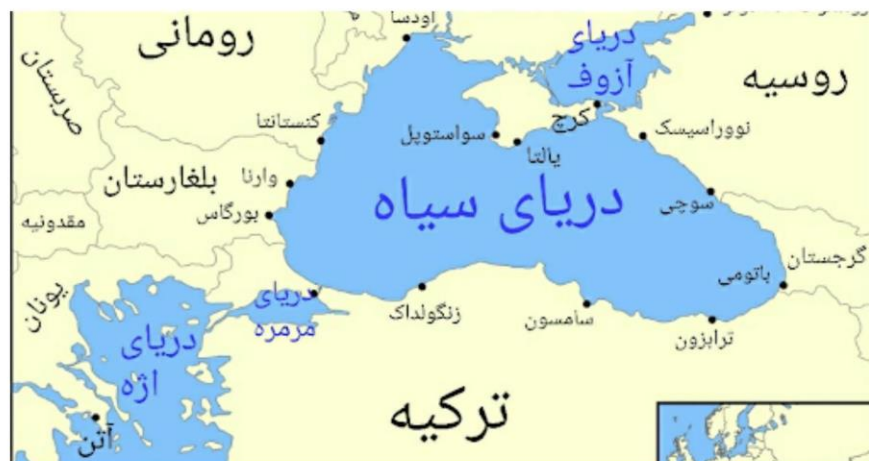 اودسا
رومانی
دریای
آزوف
روسیه
صربستان
کنستانتا
سواستوپل
کرچ
یالتا
نووراسیسک
بلغارستان
وارنا
دریای سیاه
سوچی
مقدونیه
بورگاس
گرجستان
باتومی
یونان
دریای
مرمره
زنگولداک
سامسون
ترابزون
دریای
اژه
ترکیه
آتن